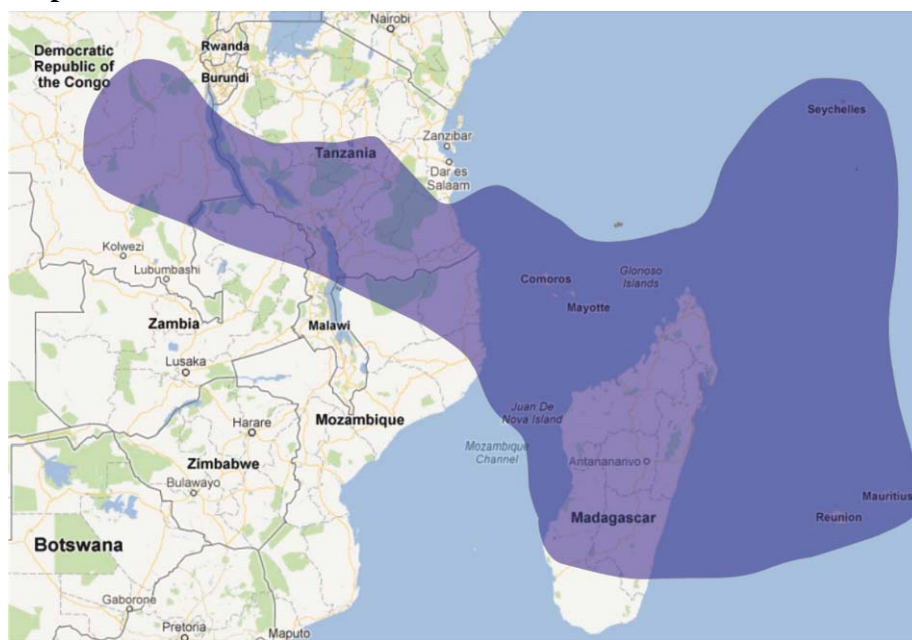 Nairobi
Democratic
Republic of
the Congo
Rwanda
Burundi
Seychelles
Zanzibar
Tanzania
Dar es
Salaam
Kolwezi
Lubumbashi
Comoros
Glorioso
Islands
Mayotte
Zambia
Malawi
Lusaka
Juan De
Nova Island
Mozambique
Harare
Mozambique
Channel
Antananarivo
Zimbabwe
Bulawayo
Mauritius
Reunion
Madagascar
Botswana
Gaborone
Pretoria
Maputo